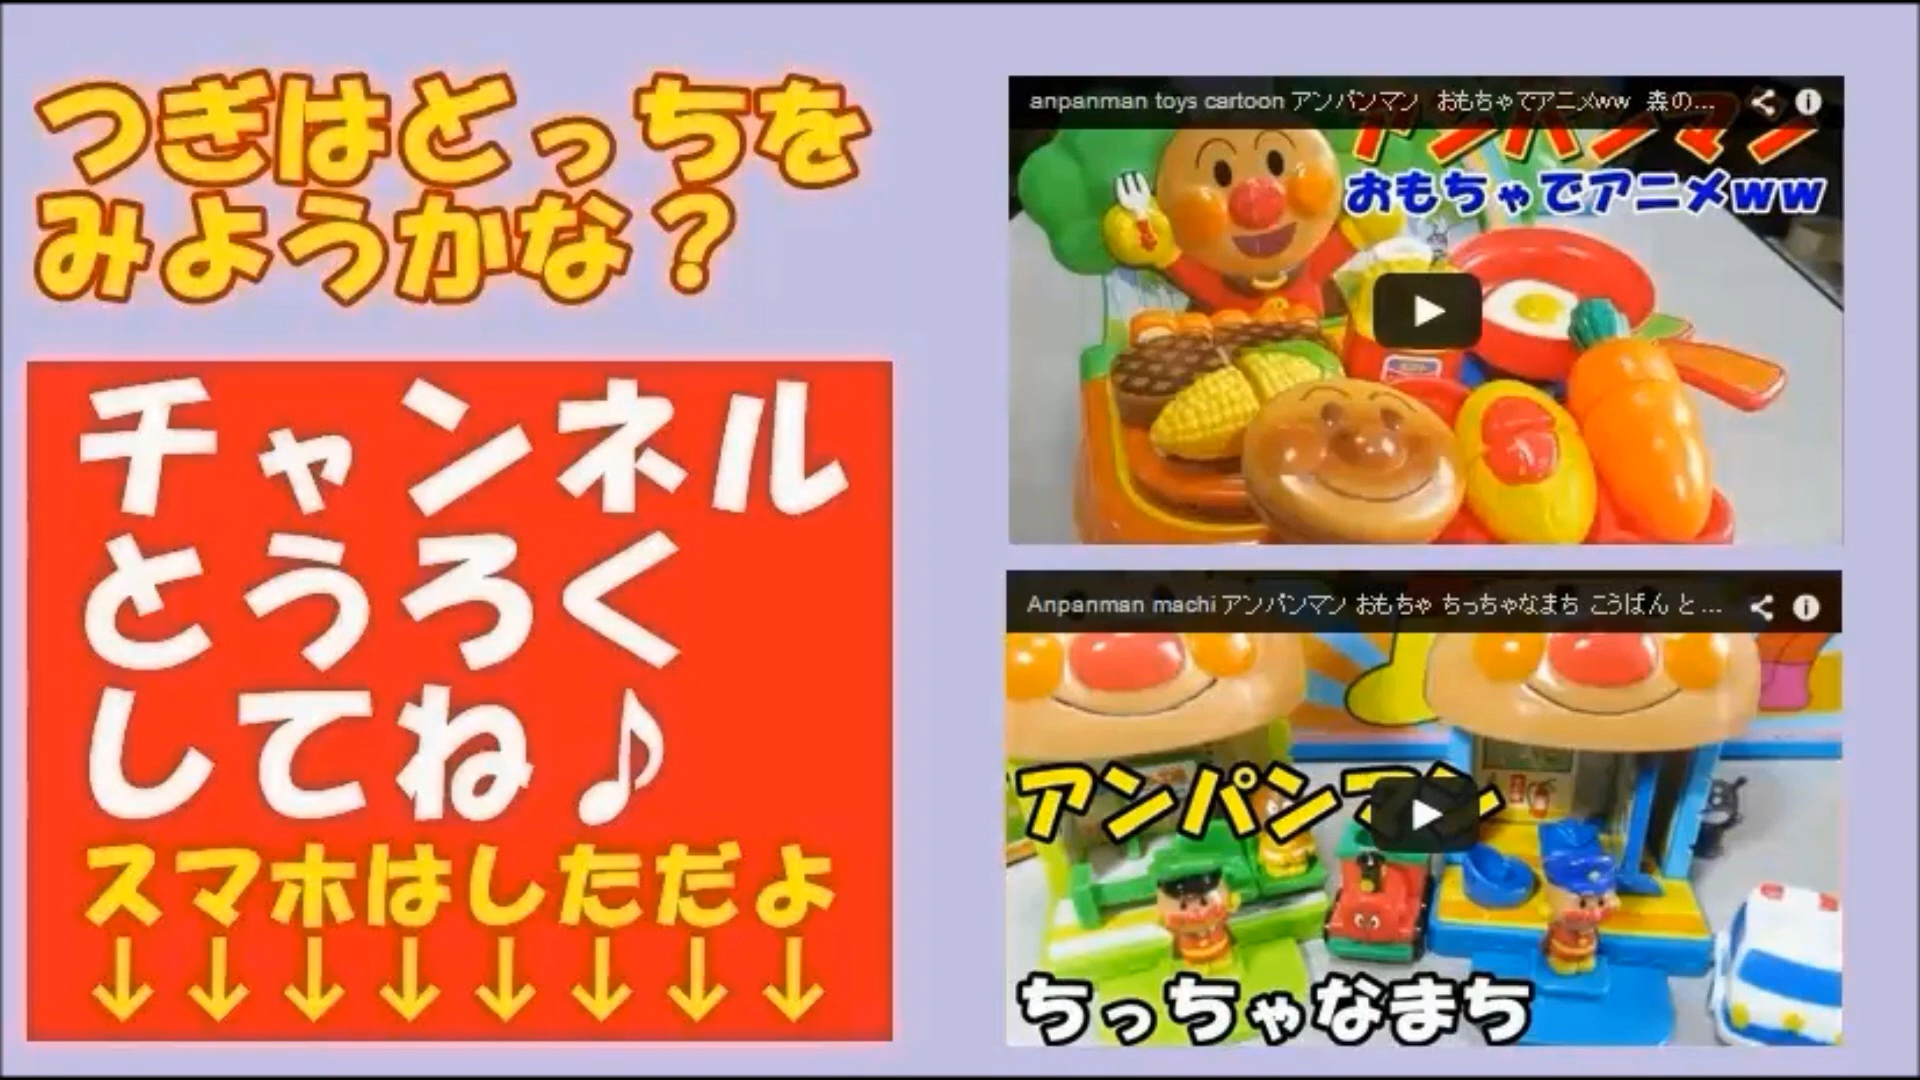 つぎはどっちを
みようかな？
チャンネル
とうろく
してね♪
スマホはしただよ
↓↓↓↓↓↓↓↓
anpanman toys cartoon アンパンマン おもちゃでアニメww 森の...
アンパンマン
おもちゃでアニメww
Anpanman machi アンパンマン おもちゃ ちっちゃなまち こうばん と ...
アンパンマン
ちっちゃなまち